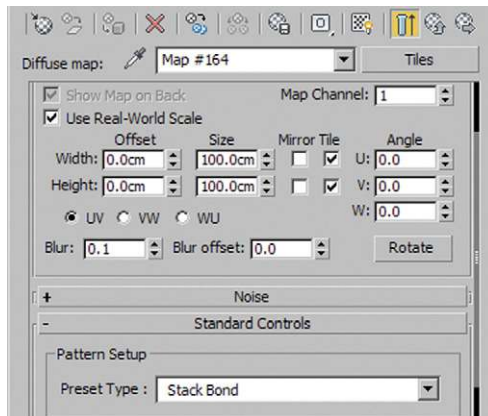 Diffuse map: Map #164 Tiles
Show Map on Back Map Channel: 1
Use Real-World Scale
Offset Size Mirror Tile Angle
Width: 0.0cm 100.0cm U: 0.0
Height: 0.0cm 100.0cm V: 0.0
W: 0.0
UV VW WU
Blur: 0.1 Blur offset: 0.0 Rotate
+ Noise
- Standard Controls
Pattern Setup
Preset Type : Stack Bond